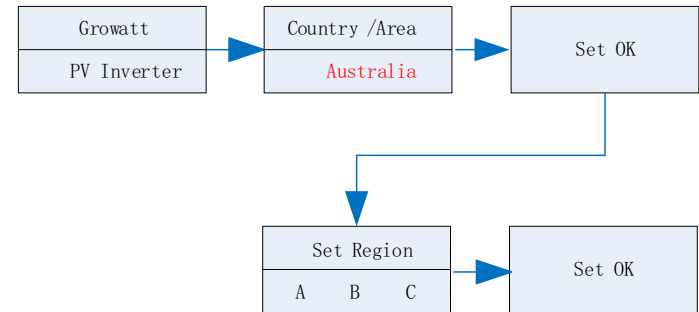 Growatt
PV Inverter
Country /Area
Australia
Set OK
Set Region
A B C
Set OK